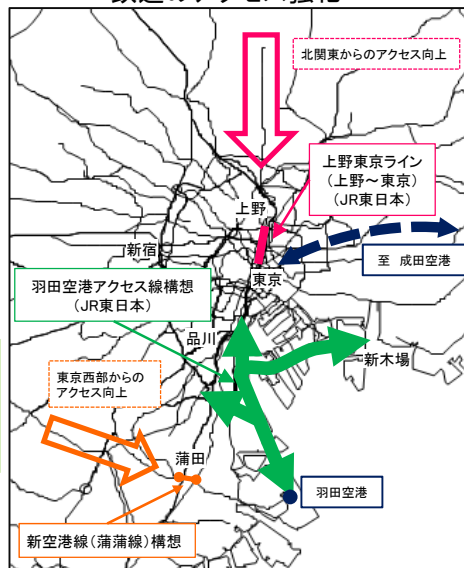 鉄道のアクセス強化
北関東からのアクセス向上
上野東京ライン
(上野~東京)
(JR東日本)
上野
新宿
東京
至 成田空港
羽田空港アクセス線構想
(JR東日本)
品川
新木場
東京西部からの
アクセス向上
蒲田
羽田空港
新空港線(蒲蒲線)構想